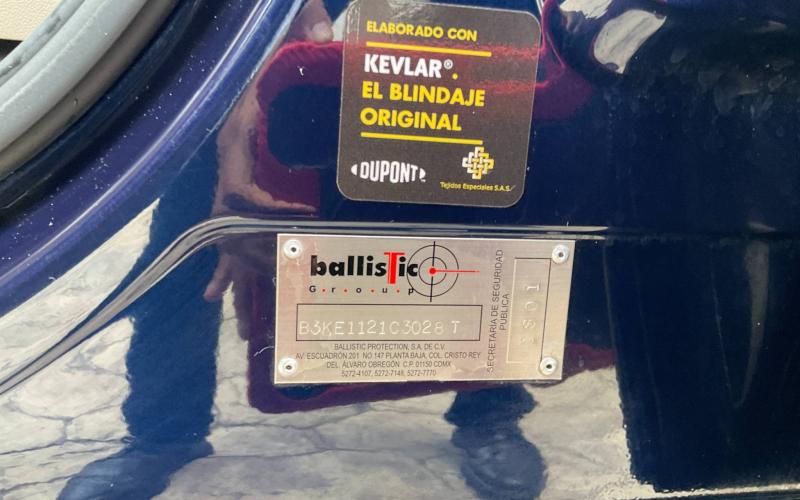 ELABORADO CON
KEVLAR®.
EL BLINDAJE
ORIGINAL
DUPONT
Tejidos Especiales S.A.S.
ballisTic
G.r.o.u.p
B3KE1121C3028 T
BALLISTIC PROTECTION, S.A. DE C.V.
AV. ESCUADRÓN 201 NO.147 PLANTA BAJA, COL. CRISTO REY
DEL. ÁLVARO OBREGÓN C.P. 01150 CDMX
5272-4107, 5272-7148, 5272-7770
SECRETARÍA DE SEGURIDAD
PÚBLICA